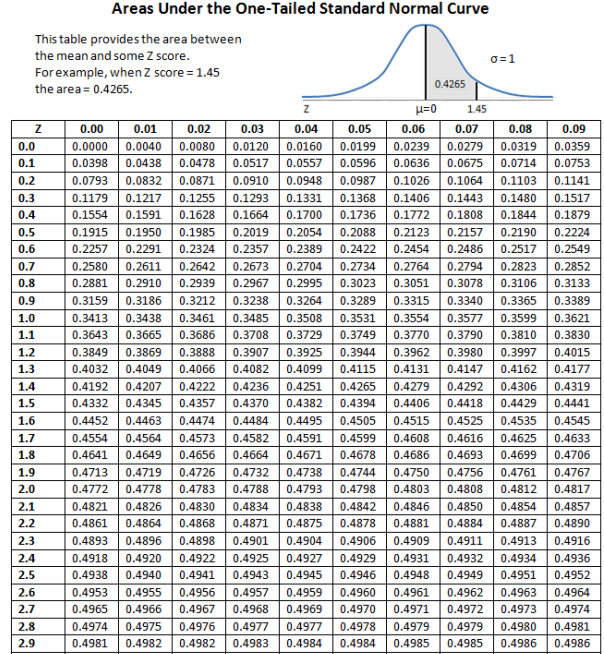 Areas Under the One-Tailed Standard Normal Curve
This table provides the area between
the mean and some Z score.
For example, when Z score = 1.45
the area = 0.4265.
σ = 1
0.4265
Z μ=0 1.45
Z 0.00 0.01 0.02 0.03 0.04 0.05 0.06 0.07 0.08 0.09
0.0 0.0000 0.0040 0.0080 0.0120 0.0160 0.0199 0.0239 0.0279 0.0319 0.0359
0.1 0.0398 0.0438 0.0478 0.0517 0.0557 0.0596 0.0636 0.0675 0.0714 0.0753
0.2 0.0793 0.0832 0.0871 0.0910 0.0948 0.0987 0.1026 0.1064 0.1103 0.1141
0.3 0.1179 0.1217 0.1255 0.1293 0.1331 0.1368 0.1406 0.1443 0.1480 0.1517
0.4 0.1554 0.1591 0.1628 0.1664 0.1700 0.1736 0.1772 0.1808 0.1844 0.1879
0.5 0.1915 0.1950 0.1985 0.2019 0.2054 0.2088 0.2123 0.2157 0.2190 0.2224
0.6 0.2257 0.2291 0.2324 0.2357 0.2389 0.2422 0.2454 0.2486 0.2517 0.2549
0.7 0.2580 0.2611 0.2642 0.2673 0.2704 0.2734 0.2764 0.2794 0.2823 0.2852
0.8 0.2881 0.2910 0.2939 0.2967 0.2995 0.3023 0.3051 0.3078 0.3106 0.3133
0.9 0.3159 0.3186 0.3212 0.3238 0.3264 0.3289 0.3315 0.3340 0.3365 0.3389
1.0 0.3413 0.3438 0.3461 0.3485 0.3508 0.3531 0.3554 0.3577 0.3599 0.3621
1.1 0.3643 0.3665 0.3686 0.3708 0.3729 0.3749 0.3770 0.3790 0.3810 0.3830
1.2 0.3849 0.3869 0.3888 0.3907 0.3925 0.3944 0.3962 0.3980 0.3997 0.4015
1.3 0.4032 0.4049 0.4066 0.4082 0.4099 0.4115 0.4131 0.4147 0.4162 0.4177
1.4 0.4192 0.4207 0.4222 0.4236 0.4251 0.4265 0.4279 0.4292 0.4306 0.4319
1.5 0.4332 0.4345 0.4357 0.4370 0.4382 0.4394 0.4406 0.4418 0.4429 0.4441
1.6 0.4452 0.4463 0.4474 0.4484 0.4495 0.4505 0.4515 0.4525 0.4535 0.4545
1.7 0.4554 0.4564 0.4573 0.4582 0.4591 0.4599 0.4608 0.4616 0.4625 0.4633
1.8 0.4641 0.4649 0.4656 0.4664 0.4671 0.4678 0.4686 0.4693 0.4699 0.4706
1.9 0.4713 0.4719 0.4726 0.4732 0.4738 0.4744 0.4750 0.4756 0.4761 0.4767
2.0 0.4772 0.4778 0.4783 0.4788 0.4793 0.4798 0.4803 0.4808 0.4812 0.4817
2.1 0.4821 0.4826 0.4830 0.4834 0.4838 0.4842 0.4846 0.4850 0.4854 0.4857
2.2 0.4861 0.4864 0.4868 0.4871 0.4875 0.4878 0.4881 0.4884 0.4887 0.4890
2.3 0.4893 0.4896 0.4898 0.4901 0.4904 0.4906 0.4909 0.4911 0.4913 0.4916
2.4 0.4918 0.4920 0.4922 0.4925 0.4927 0.4929 0.4931 0.4932 0.4934 0.4936
2.5 0.4938 0.4940 0.4941 0.4943 0.4945 0.4946 0.4948 0.4949 0.4951 0.4952
2.6 0.4953 0.4955 0.4956 0.4957 0.4959 0.4960 0.4961 0.4962 0.4963 0.4964
2.7 0.4965 0.4966 0.4967 0.4968 0.4969 0.4970 0.4971 0.4972 0.4973 0.4974
2.8 0.4974 0.4975 0.4976 0.4977 0.4977 0.4978 0.4979 0.4979 0.4980 0.4981
2.9 0.4981 0.4982 0.4982 0.4983 0.4984 0.4984 0.4985 0.4985 0.4986 0.4986